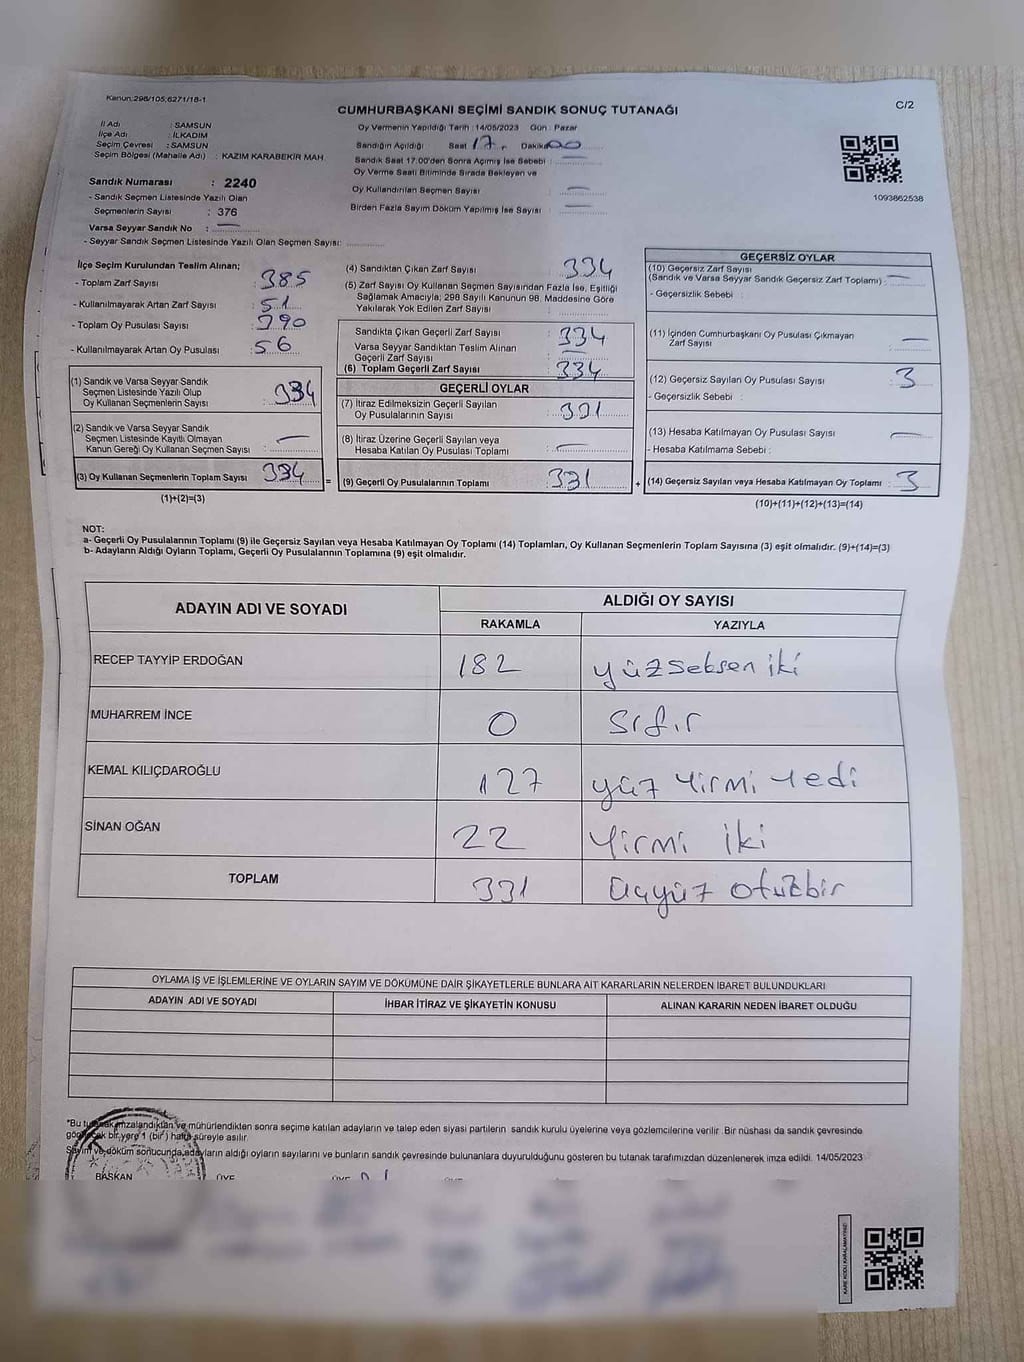 Kanun:298/105;6271/18-1
CUMHURBAŞKANI SEÇİMİ SANDIK SONUÇ TUTANAĞI
C/2
İl Adı : SAMSUN
İlçe Adı : İLKADIM
Seçim Çevresi : SAMSUN
Seçim Bölgesi (Mahalle Adı) : KAZIM KARABEKİR MAH.
Oy Vermenin Yapıldığı Tarih : 14/05/2023 Gün : Pazar
Sandığın Açıldığı Saat 17 Dakika 00
Sandık Saat 17:00'den Sonra Açımış İse Sebebi : —
Oy Verme Saati Bitiminde Sırada Bekleyen ve
Oy Kullandırılan Seçmen Sayısı : —
Birden Fazla Sayım Döküm Yapılmış İse Sayısı : —
1093862538
Sandık Numarası : 2240
- Sandık Seçmen Listesinde Yazılı Olan
Seçmenlerin Sayısı : 376
Varsa Seyyar Sandık No : —
- Seyyar Sandık Seçmen Listesinde Yazılı Olan Seçmen Sayısı:
İlçe Seçim Kurulundan Teslim Alınan;
- Toplam Zarf Sayısı : 385
- Kullanılmayarak Artan Zarf Sayısı : 51
- Toplam Oy Pusulası Sayısı : 390
- Kullanılmayarak Artan Oy Pusulası : 56
(1) Sandık ve Varsa Seyyar Sandık
Seçmen Listesinde Yazılı Olup
Oy Kullanan Seçmenlerin Sayısı : 334
(2) Sandık ve Varsa Seyyar Sandık
Seçmen Listesinde Kayıtlı Olmayan
Kanun Gereği Oy Kullanan Seçmen Sayısı : —
(3) Oy Kullanan Seçmenlerin Toplam Sayısı : 334
(1)+(2)=(3)
(4) Sandıktan Çıkan Zarf Sayısı : 334
(5) Zarf Sayısı Oy Kullanan Seçmen Sayısından Fazla İse, Eşitliği
Sağlamak Amacıyla; 298 Sayılı Kanunun 98. Maddesine Göre
Yakılarak Yok Edilen Zarf Sayısı :
Sandıkta Çıkan Geçerli Zarf Sayısı : 334
Varsa Seyyar Sandıktan Teslim Alınan
Geçerli Zarf Sayısı : —
(6) Toplam Geçerli Zarf Sayısı : 334
GEÇERLİ OYLAR
(7) İtiraz Edilmeksizin Geçerli Sayılan
Oy Pusulalarının Sayısı : 331
(8) İtiraz Üzerine Geçerli Sayılan veya
Hesaba Katılan Oy Pusulası Toplamı : —
= (9) Geçerli Oy Pusulalarının Toplamı : 331
GEÇERSİZ OYLAR
(10) Geçersiz Zarf Sayısı
(Sandık ve Varsa Seyyar Sandık Geçersiz Zarf Toplamı) : —
- Geçersizlik Sebebi :
(11) İçinden Cumhurbaşkanı Oy Pusulası Çıkmayan
Zarf Sayısı : —
(12) Geçersiz Sayılan Oy Pusulası Sayısı : 3
- Geçersizlik Sebebi :
(13) Hesaba Katılmayan Oy Pusulası Sayısı : —
- Hesaba Katılmama Sebebi :
+ (14) Geçersiz Sayılan veya Hesaba Katılmayan Oy Toplamı : 3
(10)+(11)+(12)+(13)=(14)
NOT:
a- Geçerli Oy Pusulalarının Toplamı (9) ile Geçersiz Sayılan veya Hesaba Katılmayan Oy Toplamı (14) Toplamları, Oy Kullanan Seçmenlerin Toplam Sayısına (3) eşit olmalıdır. (9)+(14)=(3)
b- Adayların Aldığı Oyların Toplamı, Geçerli Oy Pusulalarının Toplamına (9) eşit olmalıdır.
ADAYIN ADI VE SOYADI
ALDIĞI OY SAYISI
RAKAMLA YAZIYLA
RECEP TAYYİP ERDOĞAN 182 yüzseksen iki
MUHARREM İNCE 0 Sıfır
KEMAL KILIÇDAROĞLU 127 yüz Yirmi Yedi
SİNAN OĞAN 22 Yirmi iki
TOPLAM 331 Üçyüz otuzbir
OYLAMA İŞ VE İŞLEMLERİNE VE OYLARIN SAYIM VE DÖKÜMÜNE DAİR ŞİKAYETLERLE BUNLARA AİT KARARLARIN NELERDEN İBARET BULUNDUKLARI
ADAYIN ADI VE SOYADI İHBAR İTİRAZ VE ŞİKAYETİN KONUSU ALINAN KARARIN NEDEN İBARET OLDUĞU
"Bu tutanak imzalandıktan ve mühürlendikten sonra seçime katılan adayların ve talep eden siyasi partilerin sandık kurulu üyelerine veya gözlemcilerine verilir .Bir nüshası da sandık çevresinde
görülecek bir yere 1 (bir ) hafta süreyle asılır.
Sayım ve döküm sonucunda,adayların aldığı oyların sayılarını ve bunların sandık çevresinde bulunanlara duyurulduğunu gösteren bu tutanak tarafımızdan düzenlenerek imza edildi. 14/05/2023
BAŞKAN ÜYE ÜYE